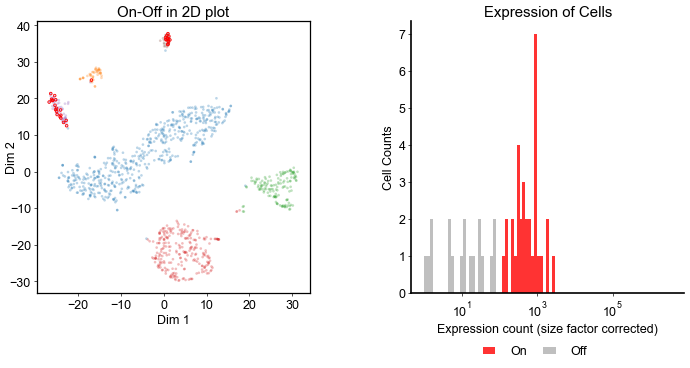 On-Off in 2D plot
40
30
20
10
0
−10
−20
−30
Dim 2
−20 −10 0 10 20 30
Dim 1
Expression of Cells
7
6
5
4
3
2
1
0
Cell Counts
10^1 10^3 10^5
Expression count (size factor corrected)
On Off